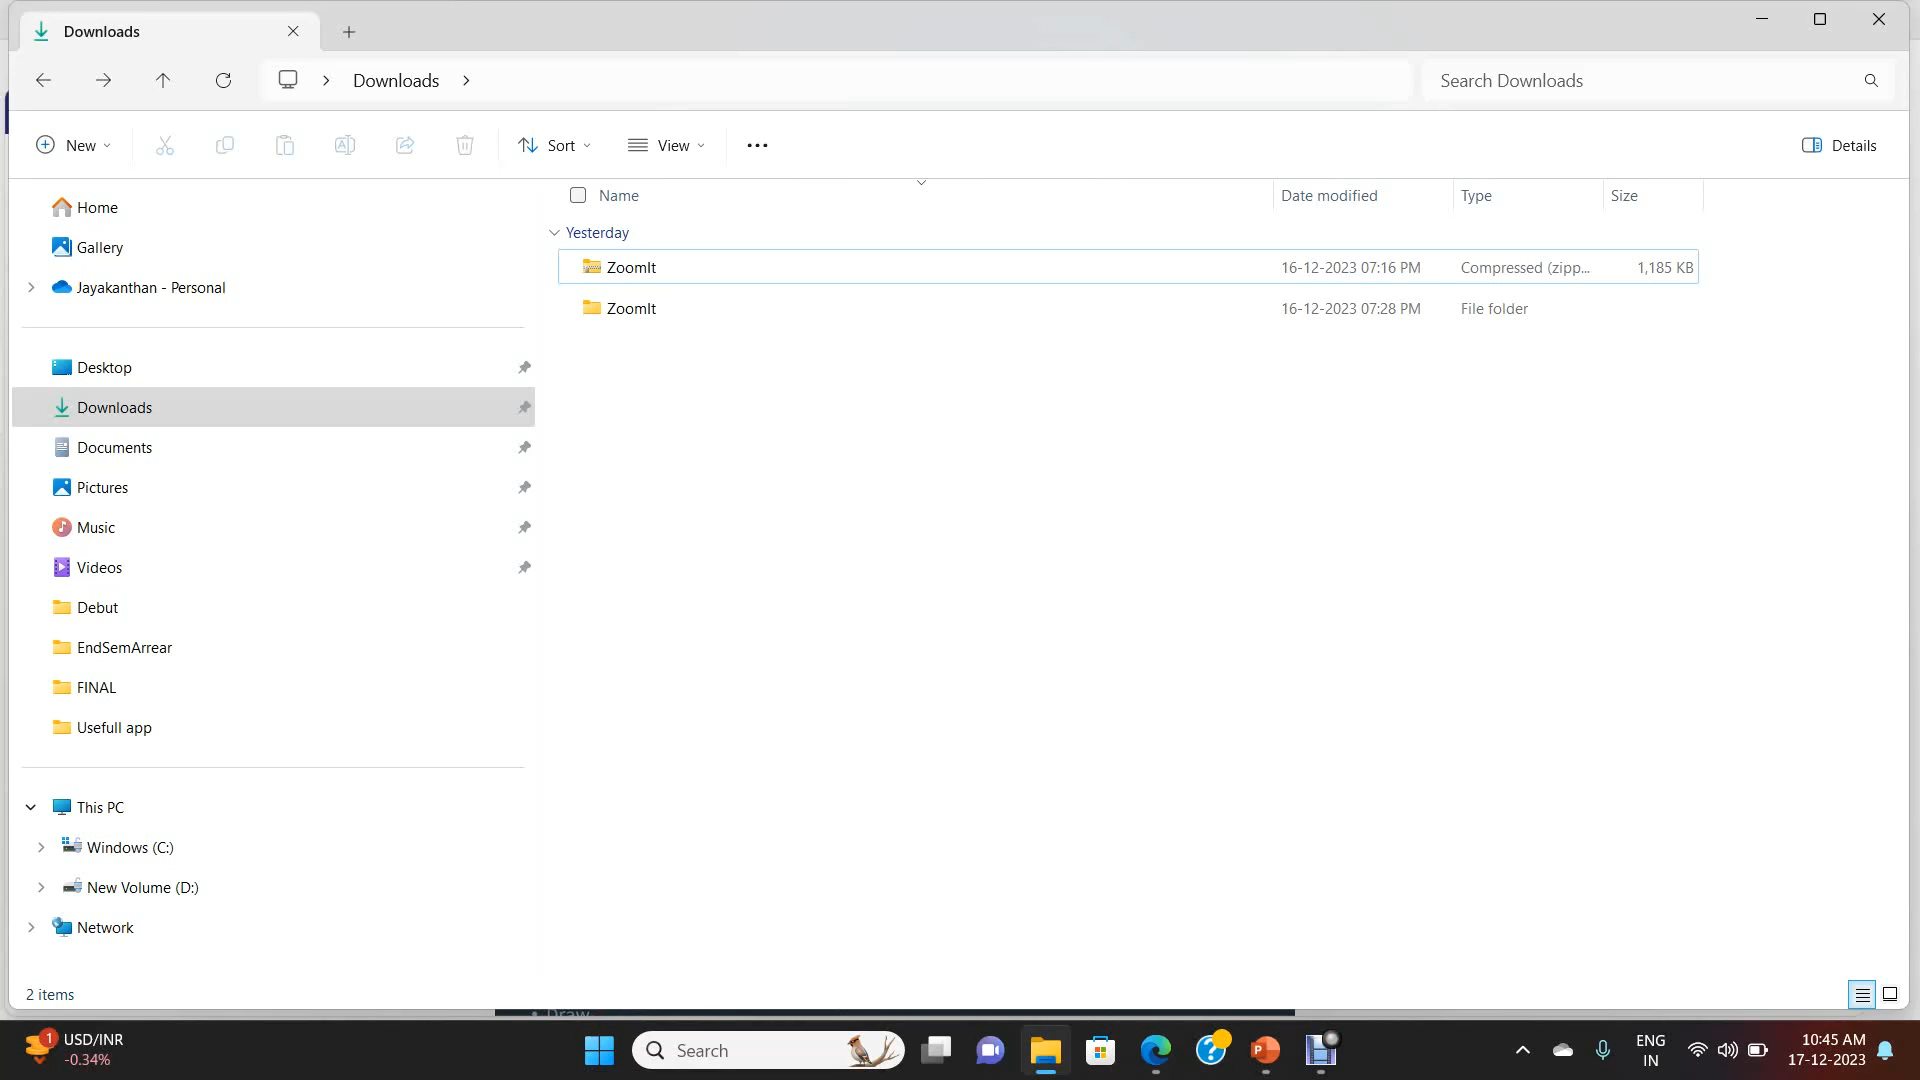 Downloads
Downloads
Search Downloads
New
Sort
View
Details
Name Date modified Type Size
Yesterday
ZoomIt 16-12-2023 07:16 PM Compressed (zipp... 1,185 KB
ZoomIt 16-12-2023 07:28 PM File folder
Home
Gallery
Jayakanthan - Personal
Desktop
Downloads
Documents
Pictures
Music
Videos
Debut
EndSemArrear
FINAL
Usefull app
This PC
Windows (C:)
New Volume (D:)
Network
2 items
• Draw
1
USD/INR
-0.34%
Search
ENG
IN
10:45 AM
17-12-2023